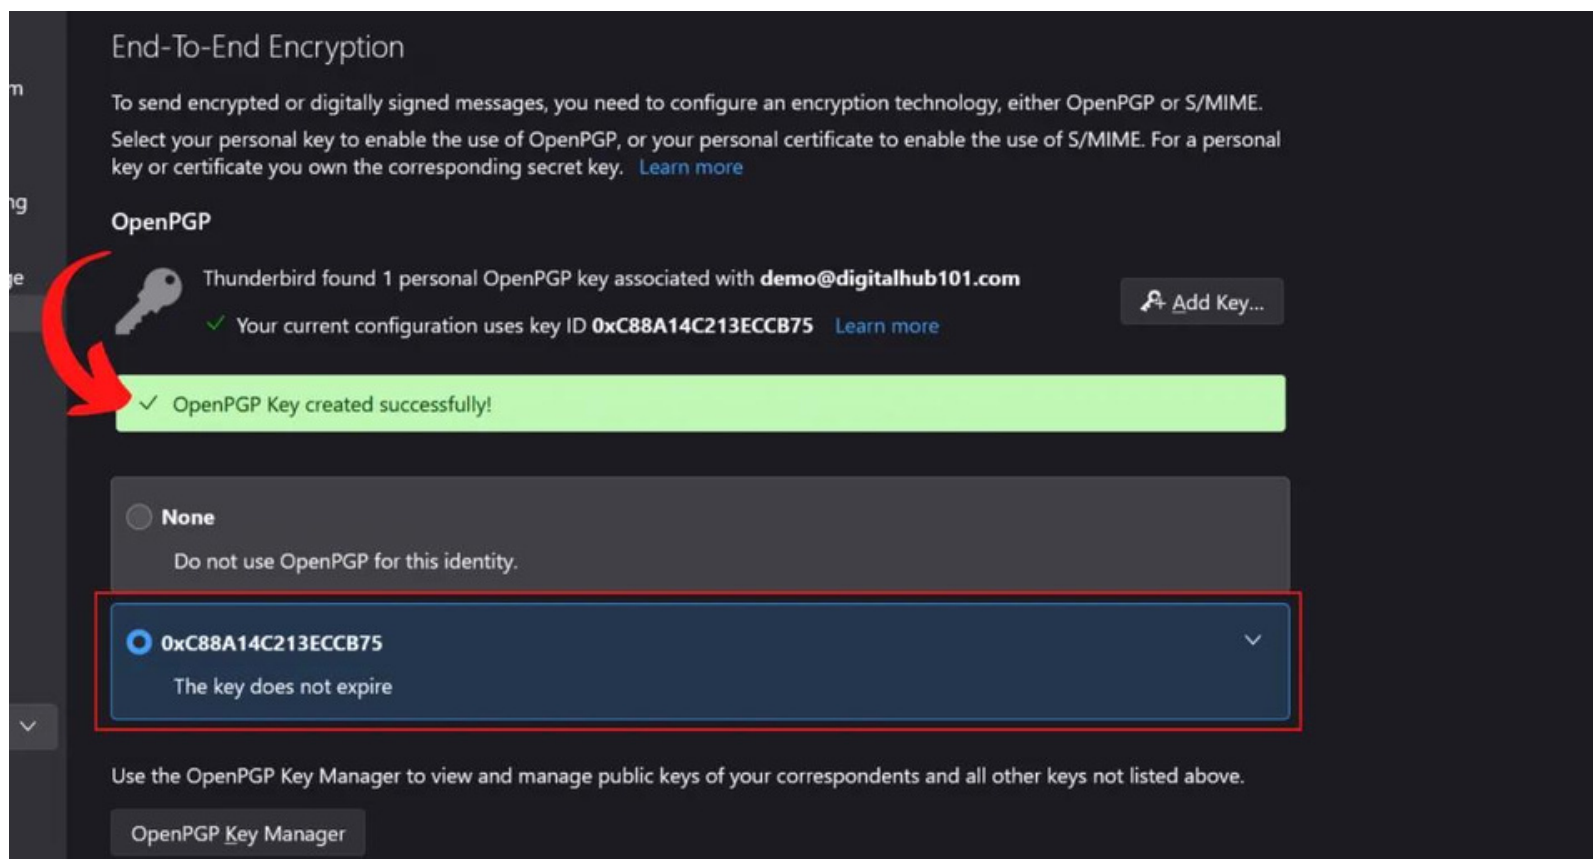 End-To-End Encryption
To send encrypted or digitally signed messages, you need to configure an encryption technology, either OpenPGP or S/MIME.
Select your personal key to enable the use of OpenPGP, or your personal certificate to enable the use of S/MIME. For a personal
key or certificate you own the corresponding secret key. Learn more
OpenPGP
Thunderbird found 1 personal OpenPGP key associated with demo@digitalhub101.com
Add Key...
Your current configuration uses key ID 0xC88A14C213ECCB75 Learn more
OpenPGP Key created successfully!
None
Do not use OpenPGP for this identity.
0xC88A14C213ECCB75
The key does not expire
Use the OpenPGP Key Manager to view and manage public keys of your correspondents and all other keys not listed above.
OpenPGP Key Manager